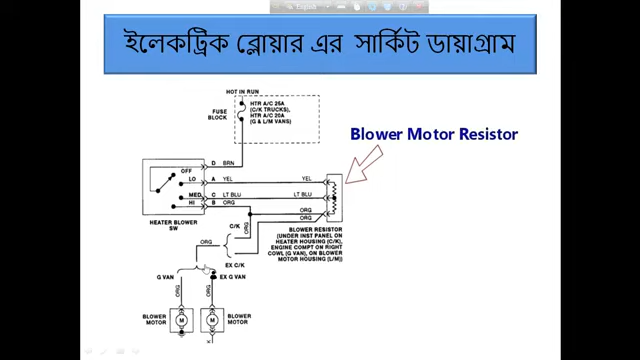 English
ইলেকট্রিক ব্লোয়ার এর সার্কিট ডায়াগ্রাম
HOT IN RUN
FUSE
BLOCK
HTR A/C 25A
(C/K TRUCKS),
HTR A/C 20A
(G & L/M VANS)
Blower Motor Resistor
OFF
D BRN
LO A YEL YEL
MED C LT BLU LT BLU
HI B ORG ORG
ORG
HEATER BLOWER
SW
C/K
ORG
ORG
EX C/K
BLOWER RESISTOR
(UNDER INST PANEL ON
HEATER HOUSING (C/K),
ENGINE COMPT ON RIGHT
COWL (G VAN), ON BLOWER
MOTOR HOUSING (L/M)
G VAN
EX G VAN
ORG
ORG
BLOWER
MOTOR
M
M
BLOWER
MOTOR